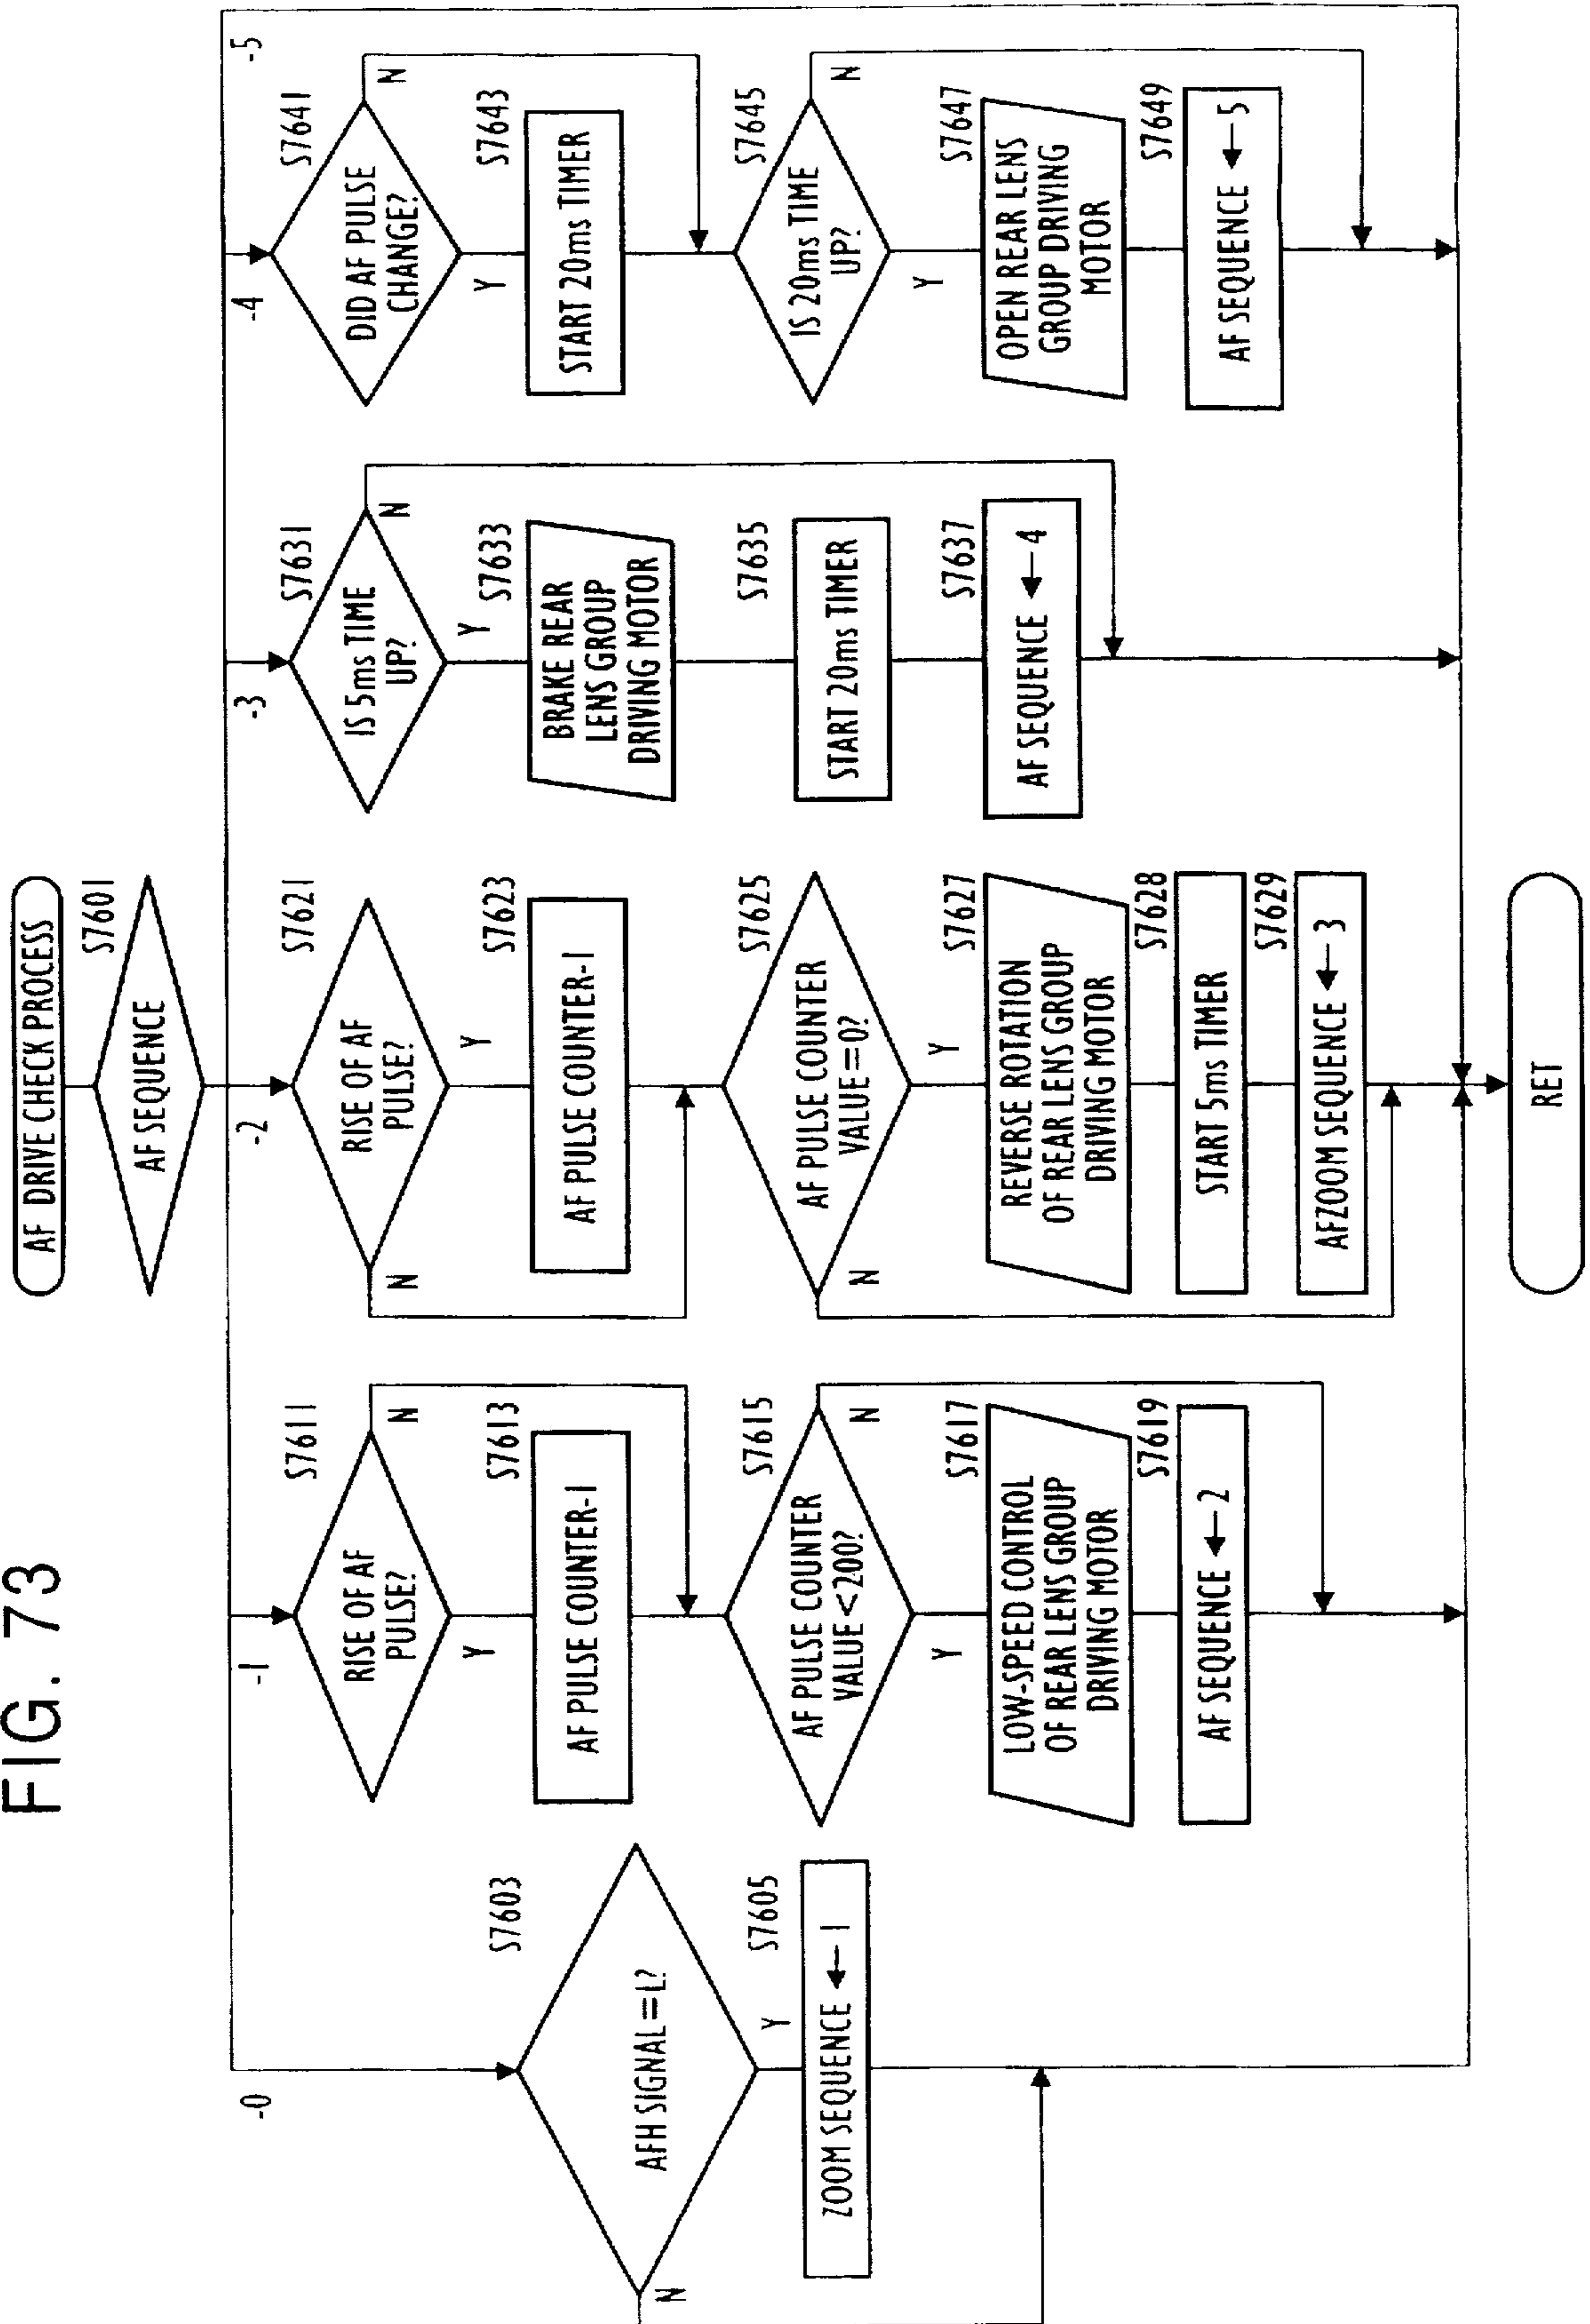 FIG. 73
AF DRIVE CHECK PROCESS
S7601
AF SEQUENCE
-0
S7603
AFH SIGNAL=L?
N
Y
S7605
ZOOM SEQUENCE ← 1
-1
S7611
RISE OF AF
PULSE?
N
Y
S7613
AF PULSE COUNTER-1
S7615
AF PULSE COUNTER
VALUE<200?
N
Y
S7617
LOW-SPEED CONTROL
OF REAR LENS GROUP
DRIVING MOTOR
S7619
AF SEQUENCE ← 2
-2
S7621
RISE OF AF
PULSE?
N
Y
S7623
AF PULSE COUNTER-1
S7625
AF PULSE COUNTER
VALUE=0?
N
Y
S7627
REVERSE ROTATION
OF REAR LENS GROUP
DRIVING MOTOR
S7628
START 5ms TIMER
S7629
AFZOOM SEQUENCE ← 3
-3
S7631
IS 5ms TIME
UP?
N
Y
S7633
BRAKE REAR
LENS GROUP
DRIVING MOTOR
S7635
START 20ms TIMER
S7637
AF SEQUENCE ← 4
-4
S7641
DID AF PULSE
CHANGE?
N
Y
S7643
START 20ms TIMER
S7645
IS 20ms TIME
UP?
N
Y
S7647
OPEN REAR LENS
GROUP DRIVING
MOTOR
S7649
AF SEQUENCE ← 5
-5
RET